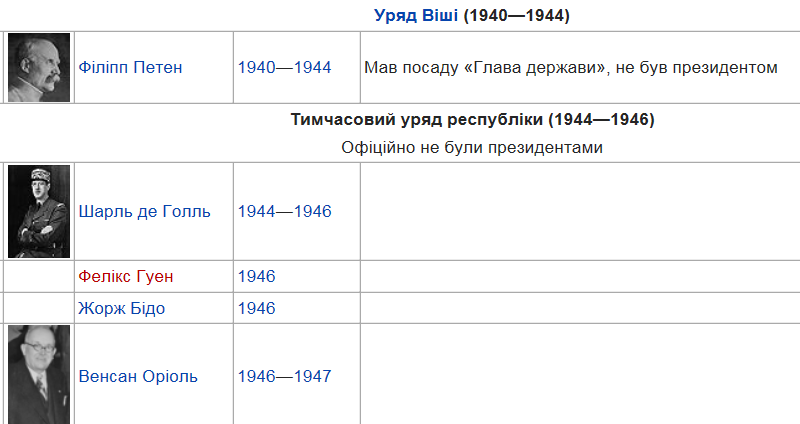 Уряд Віші (1940—1944)
Філіпп Петен 1940—1944 Мав посаду «Глава держави», не був президентом
Тимчасовий уряд республіки (1944—1946)
Офіційно не були президентами
Шарль де Голль 1944—1946
Фелікс Гуен 1946
Жорж Бідо 1946
Венсан Оріоль 1946—1947